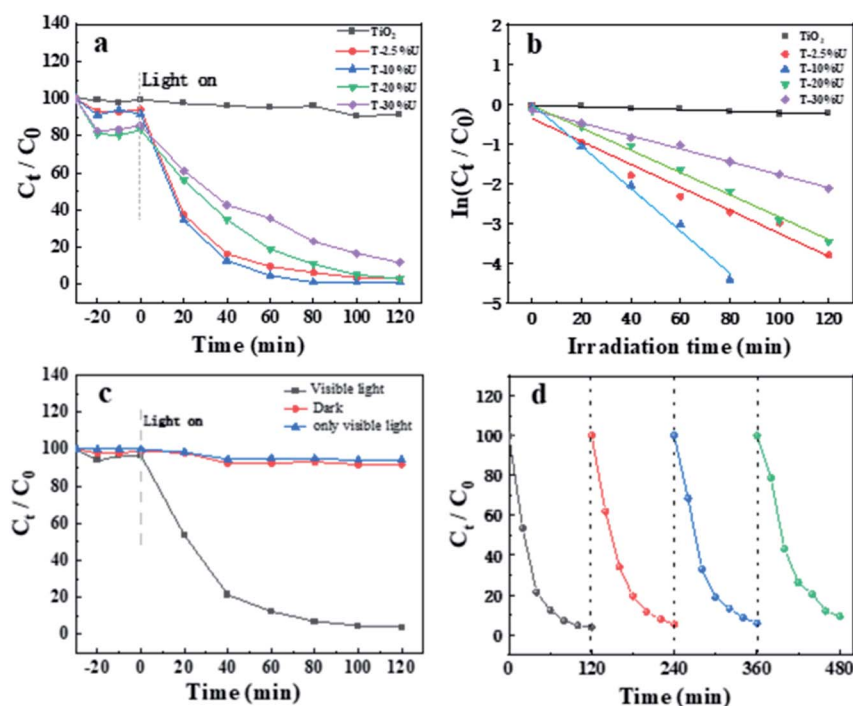 a
TiO₂
T-2.5%U
T-10%U
T-20%U
T-30%U
Light on
140
120
100
80
60
40
20
0
Cₜ / C₀
-20 0 20 40 60 80 100 120
Time (min)
b
TiO₂
T-2.5%U
T-10%U
T-20%U
T-30%U
2
1
0
−1
−2
−3
−4
−5
In(Cₜ / C₀)
0 20 40 60 80 100 120
Irradiation time (min)
c
Visible light
Dark
only visible light
Light on
140
120
100
80
60
40
20
0
Cₜ / C₀
-20 0 20 40 60 80 100 120
Time (min)
d
120
100
80
60
40
20
0
Cₜ / C₀
0 120 240 360 480
Time (min)